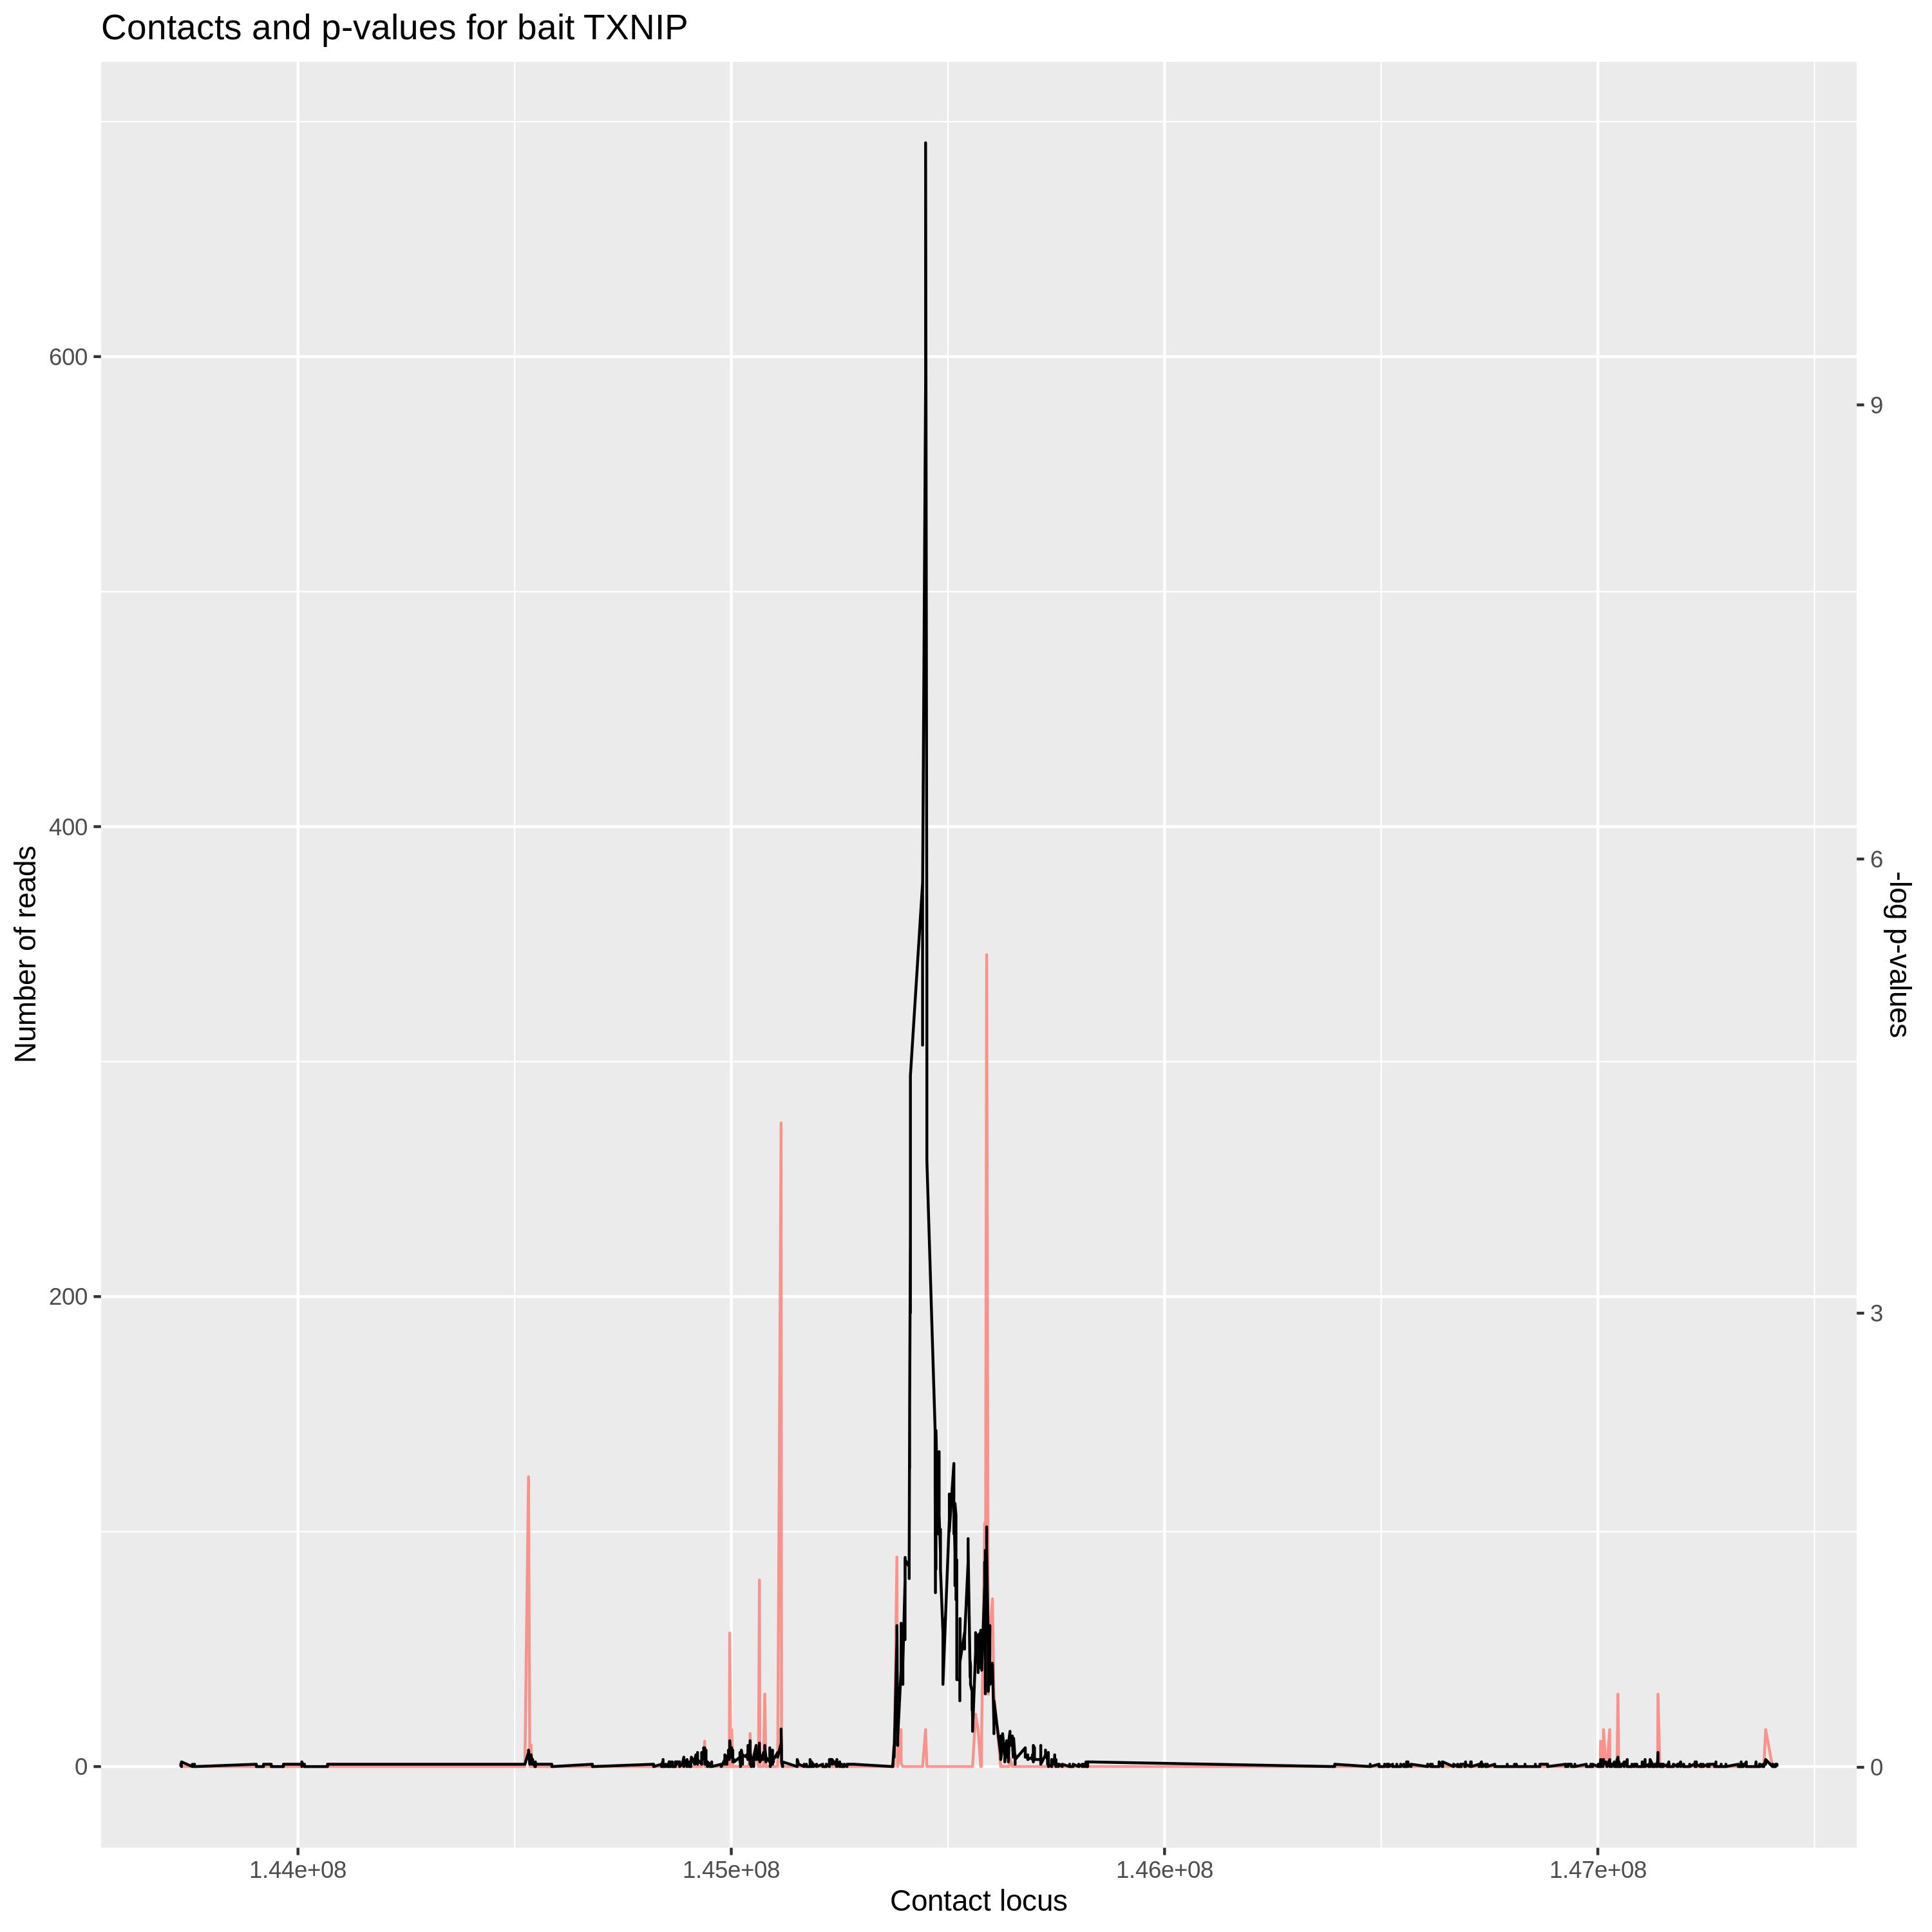 Contacts and p-values for bait TXNIP
600
400
200
0
Number of reads
9
6
3
0
-log p-values
1.44e+08
1.45e+08
1.46e+08
1.47e+08
Contact locus